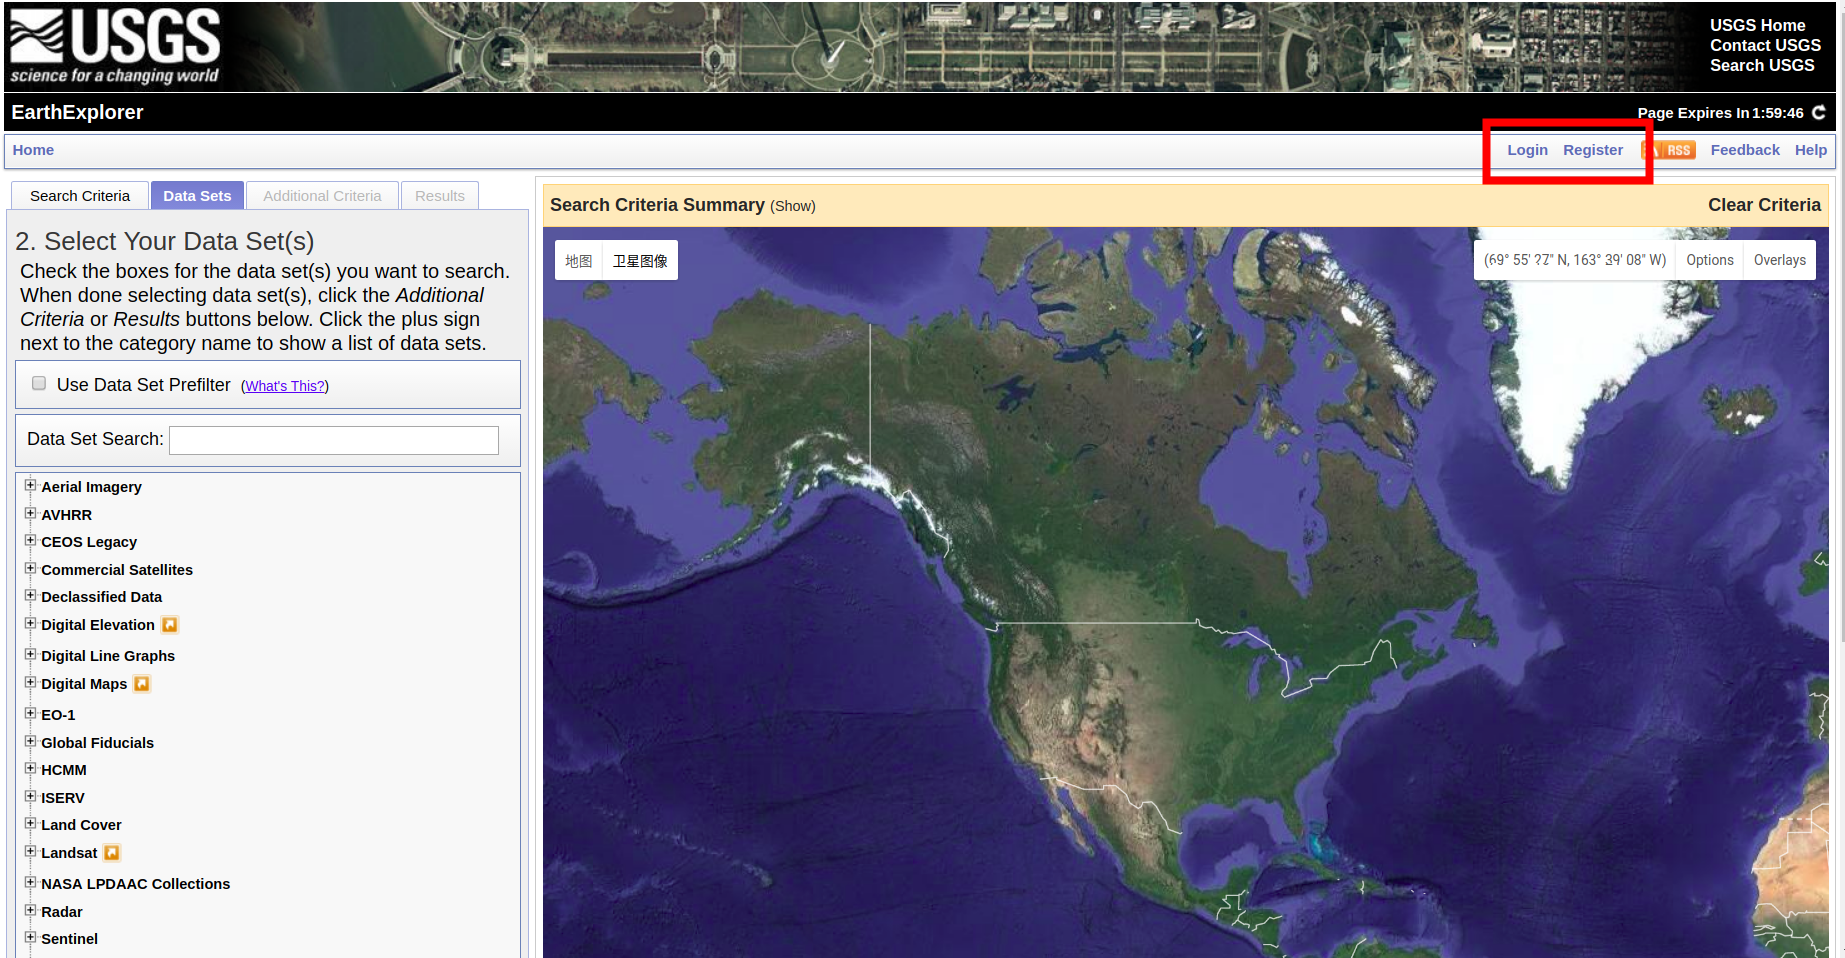 USGS
science for a changing world
USGS Home
Contact USGS
Search USGS
EarthExplorer
Page Expires In 1:59:46
Home
Login Register RSS Feedback Help
Search Criteria Data Sets Additional Criteria Results
2. Select Your Data Set(s)
Check the boxes for the data set(s) you want to search.
When done selecting data set(s), click the Additional
Criteria or Results buttons below. Click the plus sign
next to the category name to show a list of data sets.
Use Data Set Prefilter (What's This?)
Data Set Search:
Aerial Imagery
AVHRR
CEOS Legacy
Commercial Satellites
Declassified Data
Digital Elevation
Digital Line Graphs
Digital Maps
EO-1
Global Fiducials
HCMM
ISERV
Land Cover
Landsat
NASA LPDAAC Collections
Radar
Sentinel
Search Criteria Summary (Show)
Clear Criteria
地图 卫星图像
(69° 55' 27" N, 163° 39' 08" W) Options Overlays